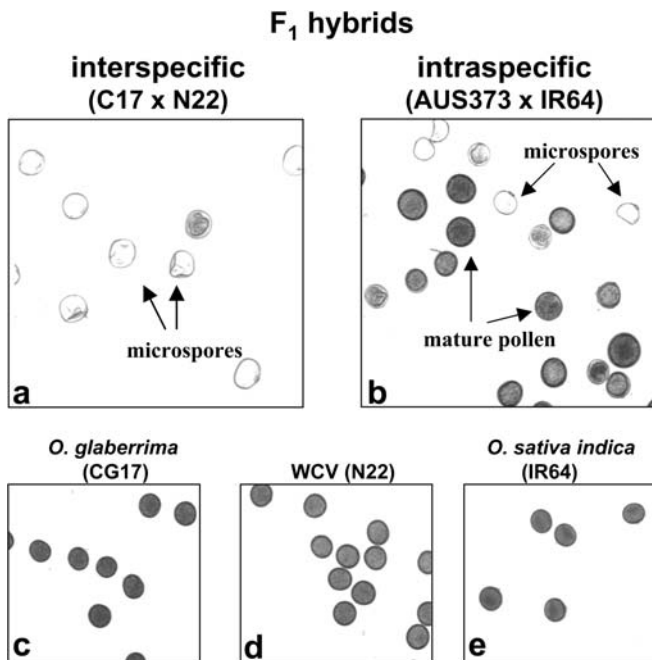 F₁ hybrids
interspecific
(C17 x N22)
intraspecific
(AUS373 x IR64)
microspores
a
microspores
mature pollen
b
O. glaberrima
(CG17)
c
WCV (N22)
d
O. sativa indica
(IR64)
e